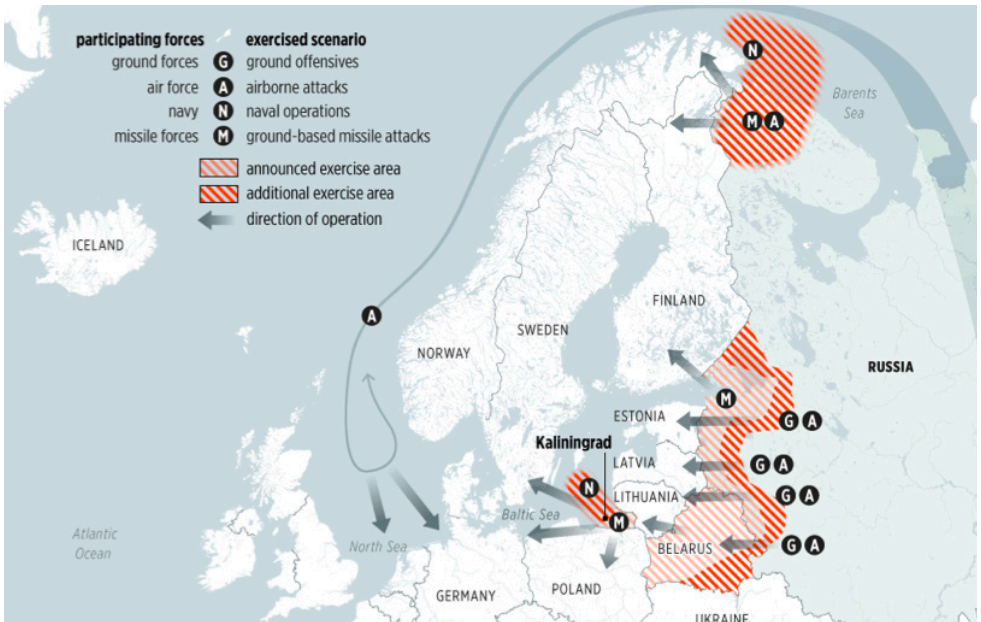 participating forces exercised scenario
ground forces G ground offensives
air force A airborne attacks
navy N naval operations
missile forces M ground-based missile attacks
announced exercise area
additional exercise area
direction of operation
N
Barents
Sea
M A
ICELAND
FINLAND
A
SWEDEN
NORWAY
RUSSIA
M
ESTONIA
G A
Kaliningrad
LATVIA
G A
N
LITHUANIA
G A
Baltic Sea
M
Atlantic
Ocean
North Sea
BELARUS
G A
GERMANY
POLAND
UKRAINE